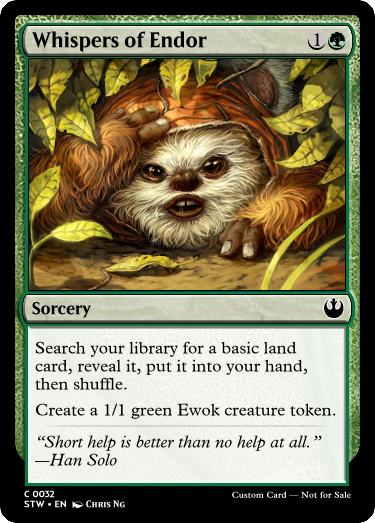 Whispers of Endor 1
Sorcery
Search your library for a basic land
card, reveal it, put it into your hand,
then shuffle.
Create a 1/1 green Ewok creature token.
“Short help is better than no help at all.”
—Han Solo
C 0032
STW • EN Chris Ng
Custom Card — Not for Sale